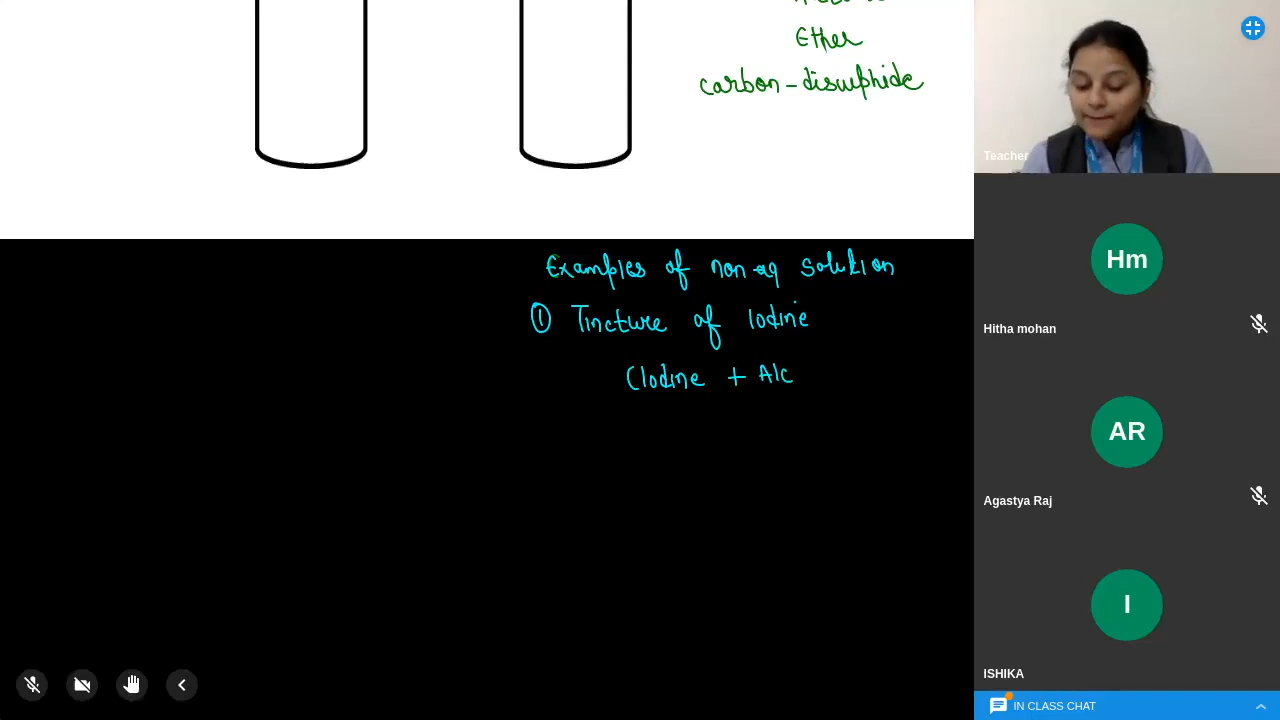 Ether
carbon-disulphide
Examples of non-aq solution
① Tincture of Iodine
(Iodine + Alc
Teacher
Hm
Hitha mohan
AR
Agastya Raj
I
ISHIKA
IN CLASS CHAT